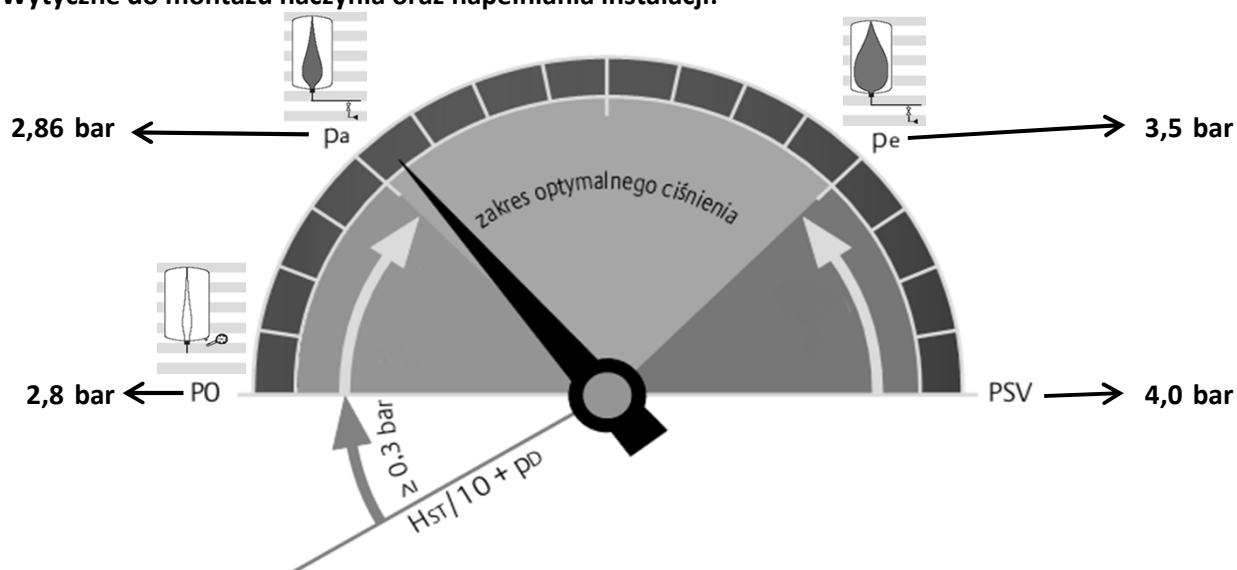 Wytyczne do montażu naczynia oraz napełniania instalacji:
2,86 bar
pa
pe
3,5 bar
zakres optymalnego ciśnienia
2,8 bar
P0
PSV
4,0 bar
≥ 0,3 bar
HST/10 + pD